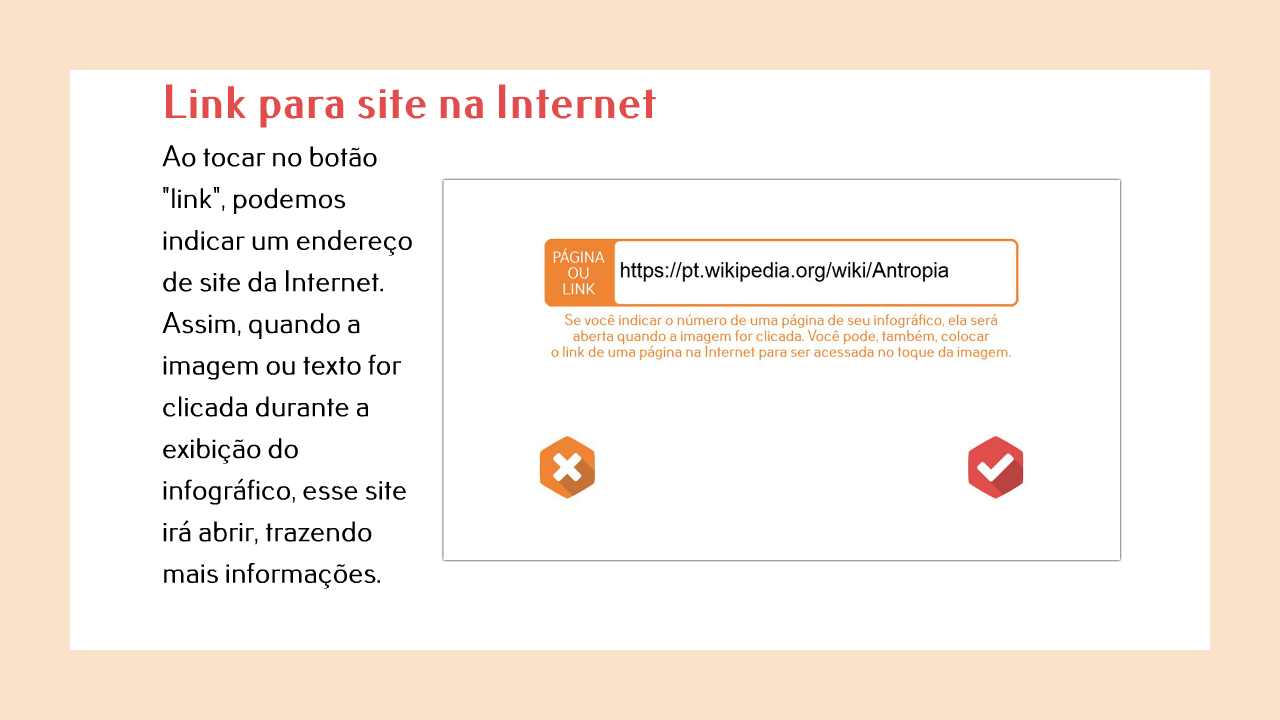 Link para site na Internet
Ao tocar no botão
"link", podemos
indicar um endereço
de site da Internet.
Assim, quando a
imagem ou texto for
clicada durante a
exibição do
infográfico, esse site
irá abrir, trazendo
mais informações.
PÁGINA
OU
LINK
https://pt.wikipedia.org/wiki/Antropia
Se você indicar o número de uma página de seu infográfico, ela será
aberta quando a imagem for clicada. Você pode, também, colocar
o link de uma página na Internet para ser acessada no toque da imagem.